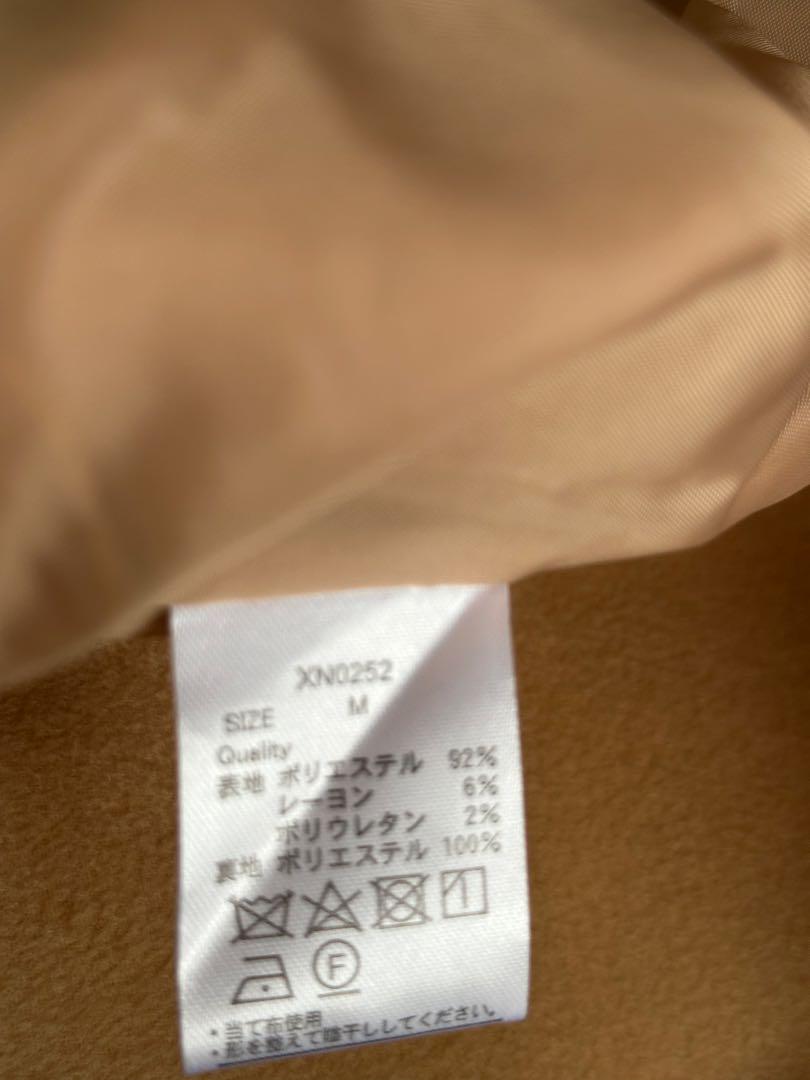 XN0252
SIZE M
Quality
表地 ポリエステル 92%
レーヨン 6%
ポリウレタン 2%
裏地 ポリエステル 100%
F
・当て布使用
・形を整えて陰干ししてください。